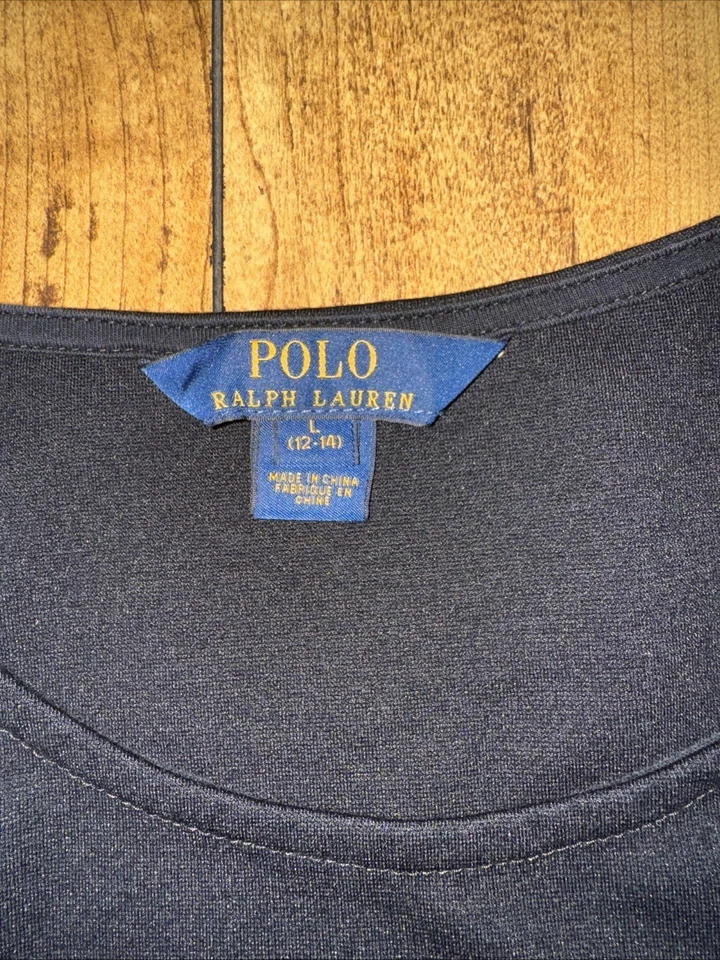 POLO
RALPH LAUREN
L
(12-14)
MADE IN CHINA
FABRIQUE EN
CHINE